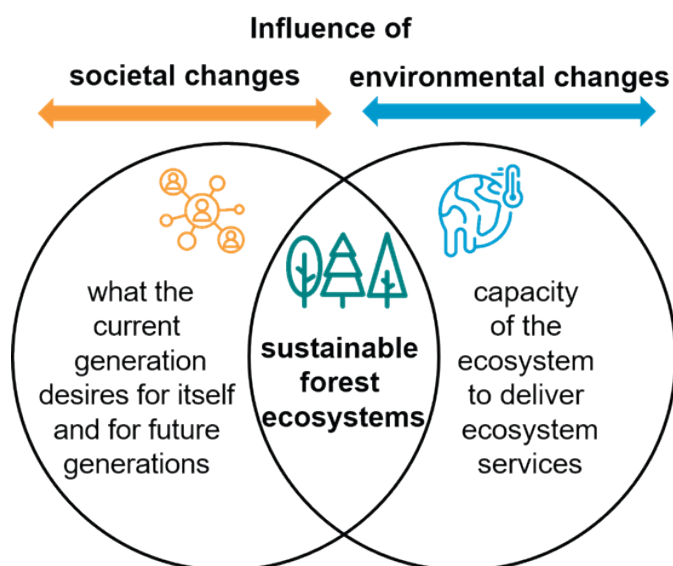 Influence of
societal changes
environmental changes
what the
current
generation
desires for itself
and for future
generations
sustainable
forest
ecosystems
capacity
of the
ecosystem
to deliver
ecosystem
services